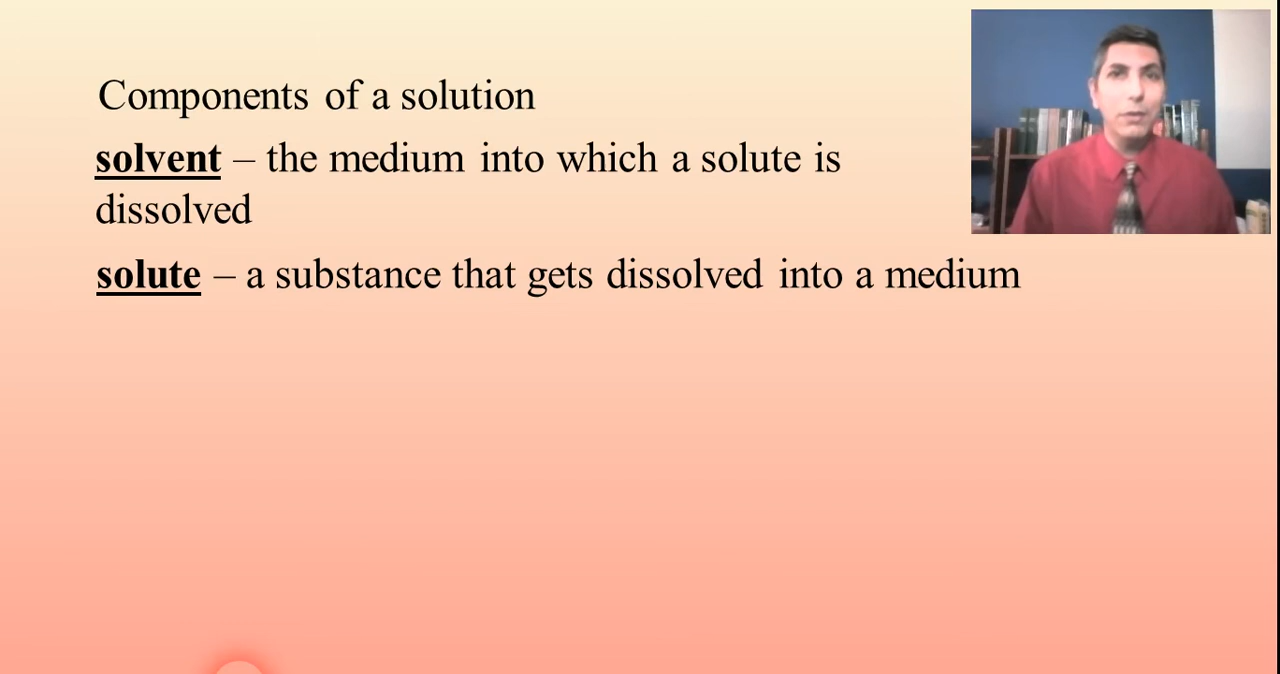 Components of a solution
solvent – the medium into which a solute is
dissolved
solute – a substance that gets dissolved into a medium